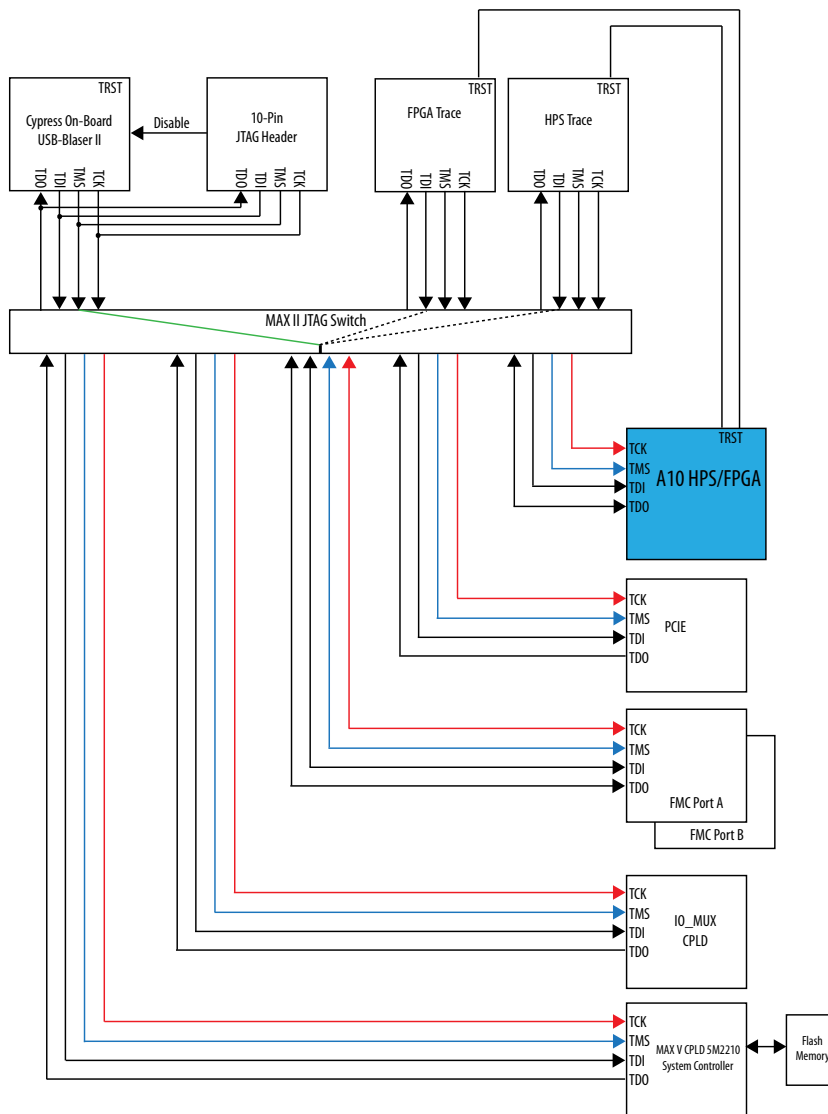 TRST
Cypress On-Board
USB-Blaser II
TDO
TDI
TMS
TCK
Disable
10-Pin
JTAG Header
TDO
TDI
TMS
TCK
TRST
FPGA Trace
TDO
TDI
TMS
TCK
TRST
HPS Trace
TDO
TDI
TMS
TCK
MAX II JTAG Switch
TRST
TCK
TMS
A10 HPS/FPGA
TDI
TDO
TCK
TMS
PCIE
TDI
TDO
TCK
TMS
TDI
TDO
FMC Port A
FMC Port B
TCK
TMS
IO_MUX
CPLD
TDI
TDO
TCK
TMS
MAX V CPLD 5M2210
System Controller
TDI
TDO
Flash
Memory